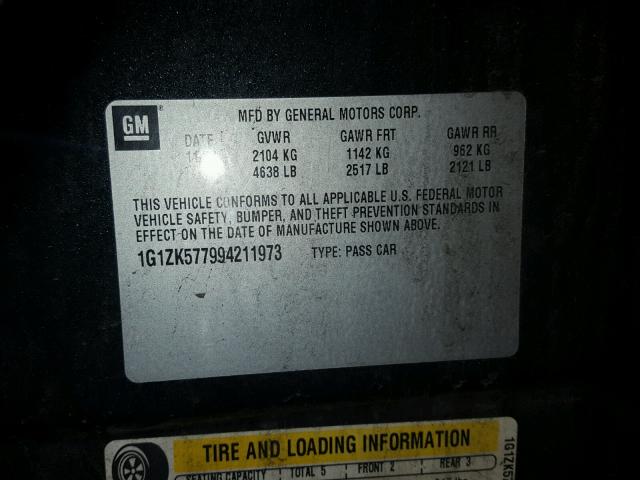 GM
MFD BY GENERAL MOTORS CORP.
DATE GVWR GAWR FRT GAWR RR
2104 KG 1142 KG 962 KG
4638 LB 2517 LB 2121 LB
THIS VEHICLE CONFORMS TO ALL APPLICABLE U.S. FEDERAL MOTOR
VEHICLE SAFETY, BUMPER, AND THEFT PREVENTION STANDARDS IN
EFFECT ON THE DATE OF MANUFACTURE SHOWN ABOVE.
1G1ZK577994211973 TYPE: PASS CAR
TIRE AND LOADING INFORMATION
SEATING CAPACITY TOTAL 5 FRONT 2 REAR 3